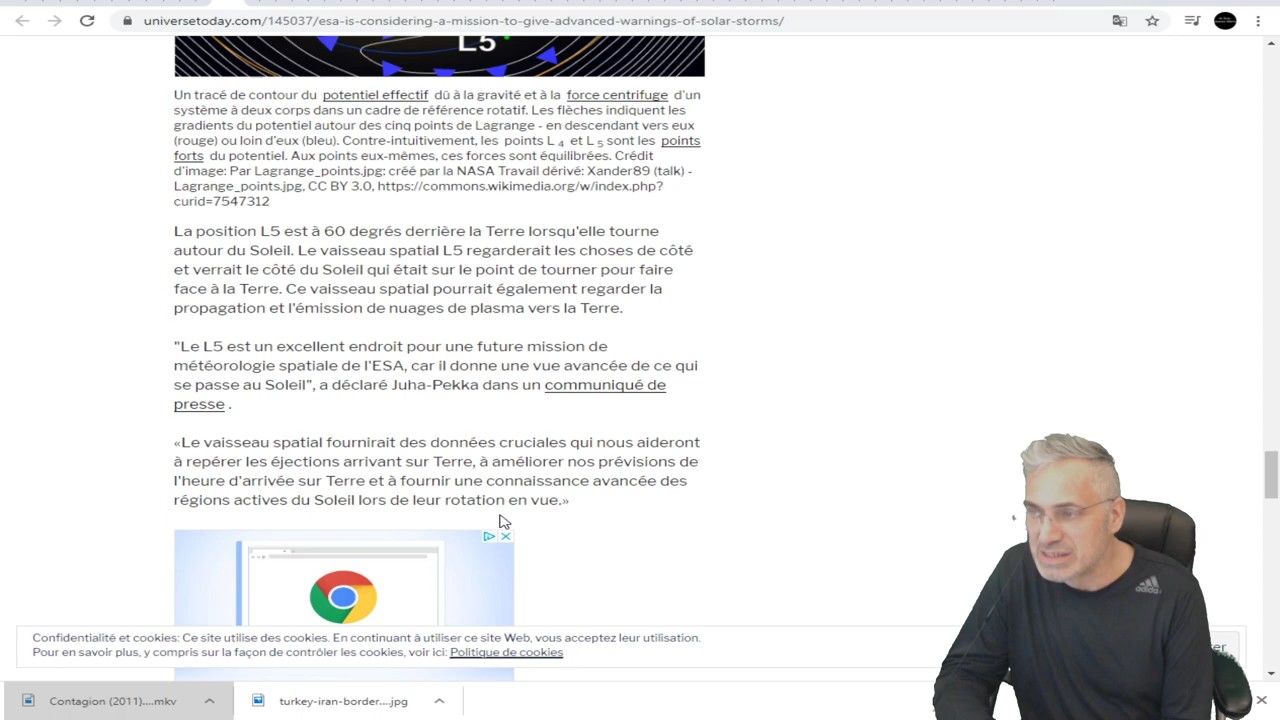 universetoday.com/145037/esa-is-considering-a-mission-to-give-advanced-warnings-of-solar-storms/
L5
Un tracé de contour du potentiel effectif dû à la gravité et à la force centrifuge d'un
système à deux corps dans un cadre de référence rotatif. Les flèches indiquent les
gradients du potentiel autour des cinq points de Lagrange - en descendant vers eux
(rouge) ou loin d'eux (bleu). Contre-intuitivement, les points L 4 et L 5 sont les points
forts du potentiel. Aux points eux-mêmes, ces forces sont équilibrées. Crédit
d'image: Par Lagrange_points.jpg: créé par la NASA Travail dérivé: Xander89 (talk) -
Lagrange_points.jpg, CC BY 3.0, https://commons.wikimedia.org/w/index.php?
curid=7547312
La position L5 est à 60 degrés derrière la Terre lorsqu'elle tourne
autour du Soleil. Le vaisseau spatial L5 regarderait les choses de côté
et verrait le côté du Soleil qui était sur le point de tourner pour faire
face à la Terre. Ce vaisseau spatial pourrait également regarder la
propagation et l'émission de nuages de plasma vers la Terre.
"Le L5 est un excellent endroit pour une future mission de
météorologie spatiale de l'ESA, car il donne une vue avancée de ce qui
se passe au Soleil", a déclaré Juha-Pekka dans un communiqué de
presse .
«Le vaisseau spatial fournirait des données cruciales qui nous aideront
à repérer les éjections arrivant sur Terre, à améliorer nos prévisions de
l'heure d'arrivée sur Terre et à fournir une connaissance avancée des
régions actives du Soleil lors de leur rotation en vue.»
Confidentialité et cookies: Ce site utilise des cookies. En continuant à utiliser ce site Web, vous acceptez leur utilisation.
Pour en savoir plus, y compris sur la façon de contrôler les cookies, voir ici: Politique de cookies
adidas
Contagion (2011)....mkv
turkey-iran-border....jpg